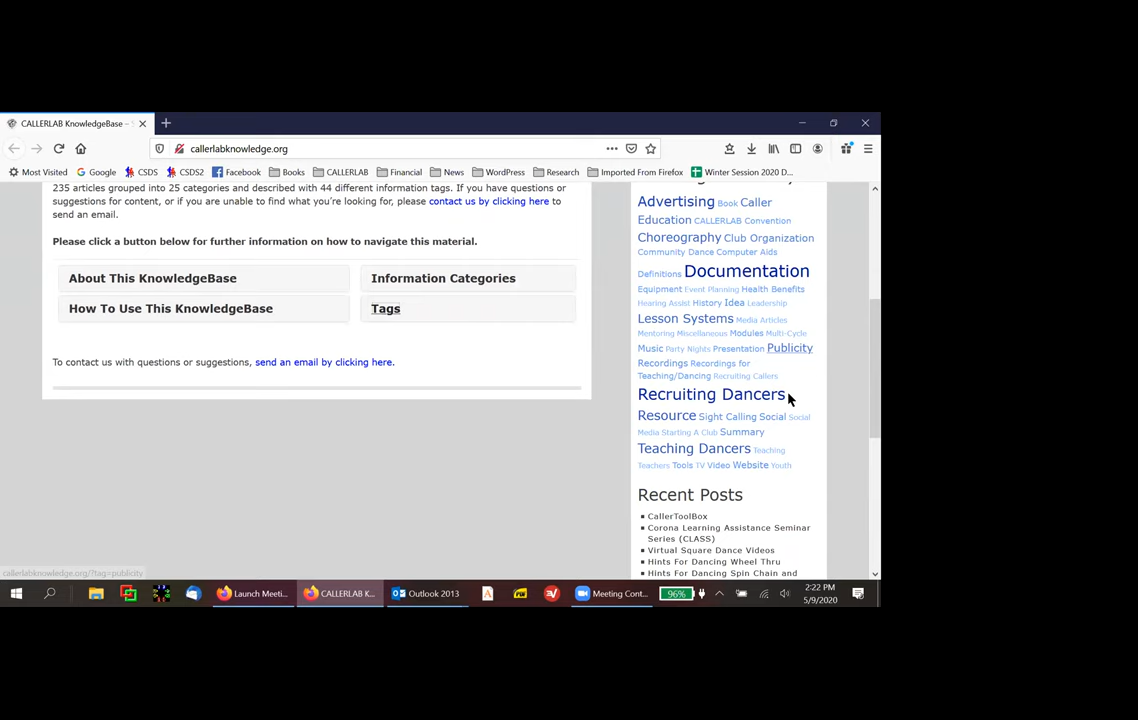 CALLERLAB KnowledgeBase –
callerlabknowledge.org
Most Visited Google CSDS CSDS2 Facebook Books CALLERLAB Financial News WordPress Research Imported From Firefox Winter Session 2020 D...
235 articles grouped into 25 categories and described with 44 different information tags. If you have questions or
suggestions for content, or if you are unable to find what you're looking for, please contact us by clicking here to
send an email.
Please click a button below for further information on how to navigate this material.
About This KnowledgeBase
Information Categories
How To Use This KnowledgeBase
Tags
To contact us with questions or suggestions, send an email by clicking here.
Advertising Book Caller
Education CALLERLAB Convention
Choreography Club Organization
Community Dance Computer Aids
Definitions Documentation
Equipment Event Planning Health Benefits
Hearing Assist History Idea Leadership
Lesson Systems Media Articles
Mentoring Miscellaneous Modules Multi-Cycle
Music Party Nights Presentation Publicity
Recordings Recordings for
Teaching/Dancing Recruiting Callers
Recruiting Dancers
Resource Sight Calling Social Social
Media Starting A Club Summary
Teaching Dancers Teaching
Teachers Tools TV Video Website Youth
Recent Posts
CallerToolBox
Corona Learning Assistance Seminar
Series (CLASS)
Virtual Square Dance Videos
Hints For Dancing Wheel Thru
Hints For Dancing Spin Chain and
callerlabknowledge.org/?tag=publicity
Launch Meeti... CALLERLAB K... Outlook 2013 Meeting Cont... 96%
2:22 PM
5/9/2020